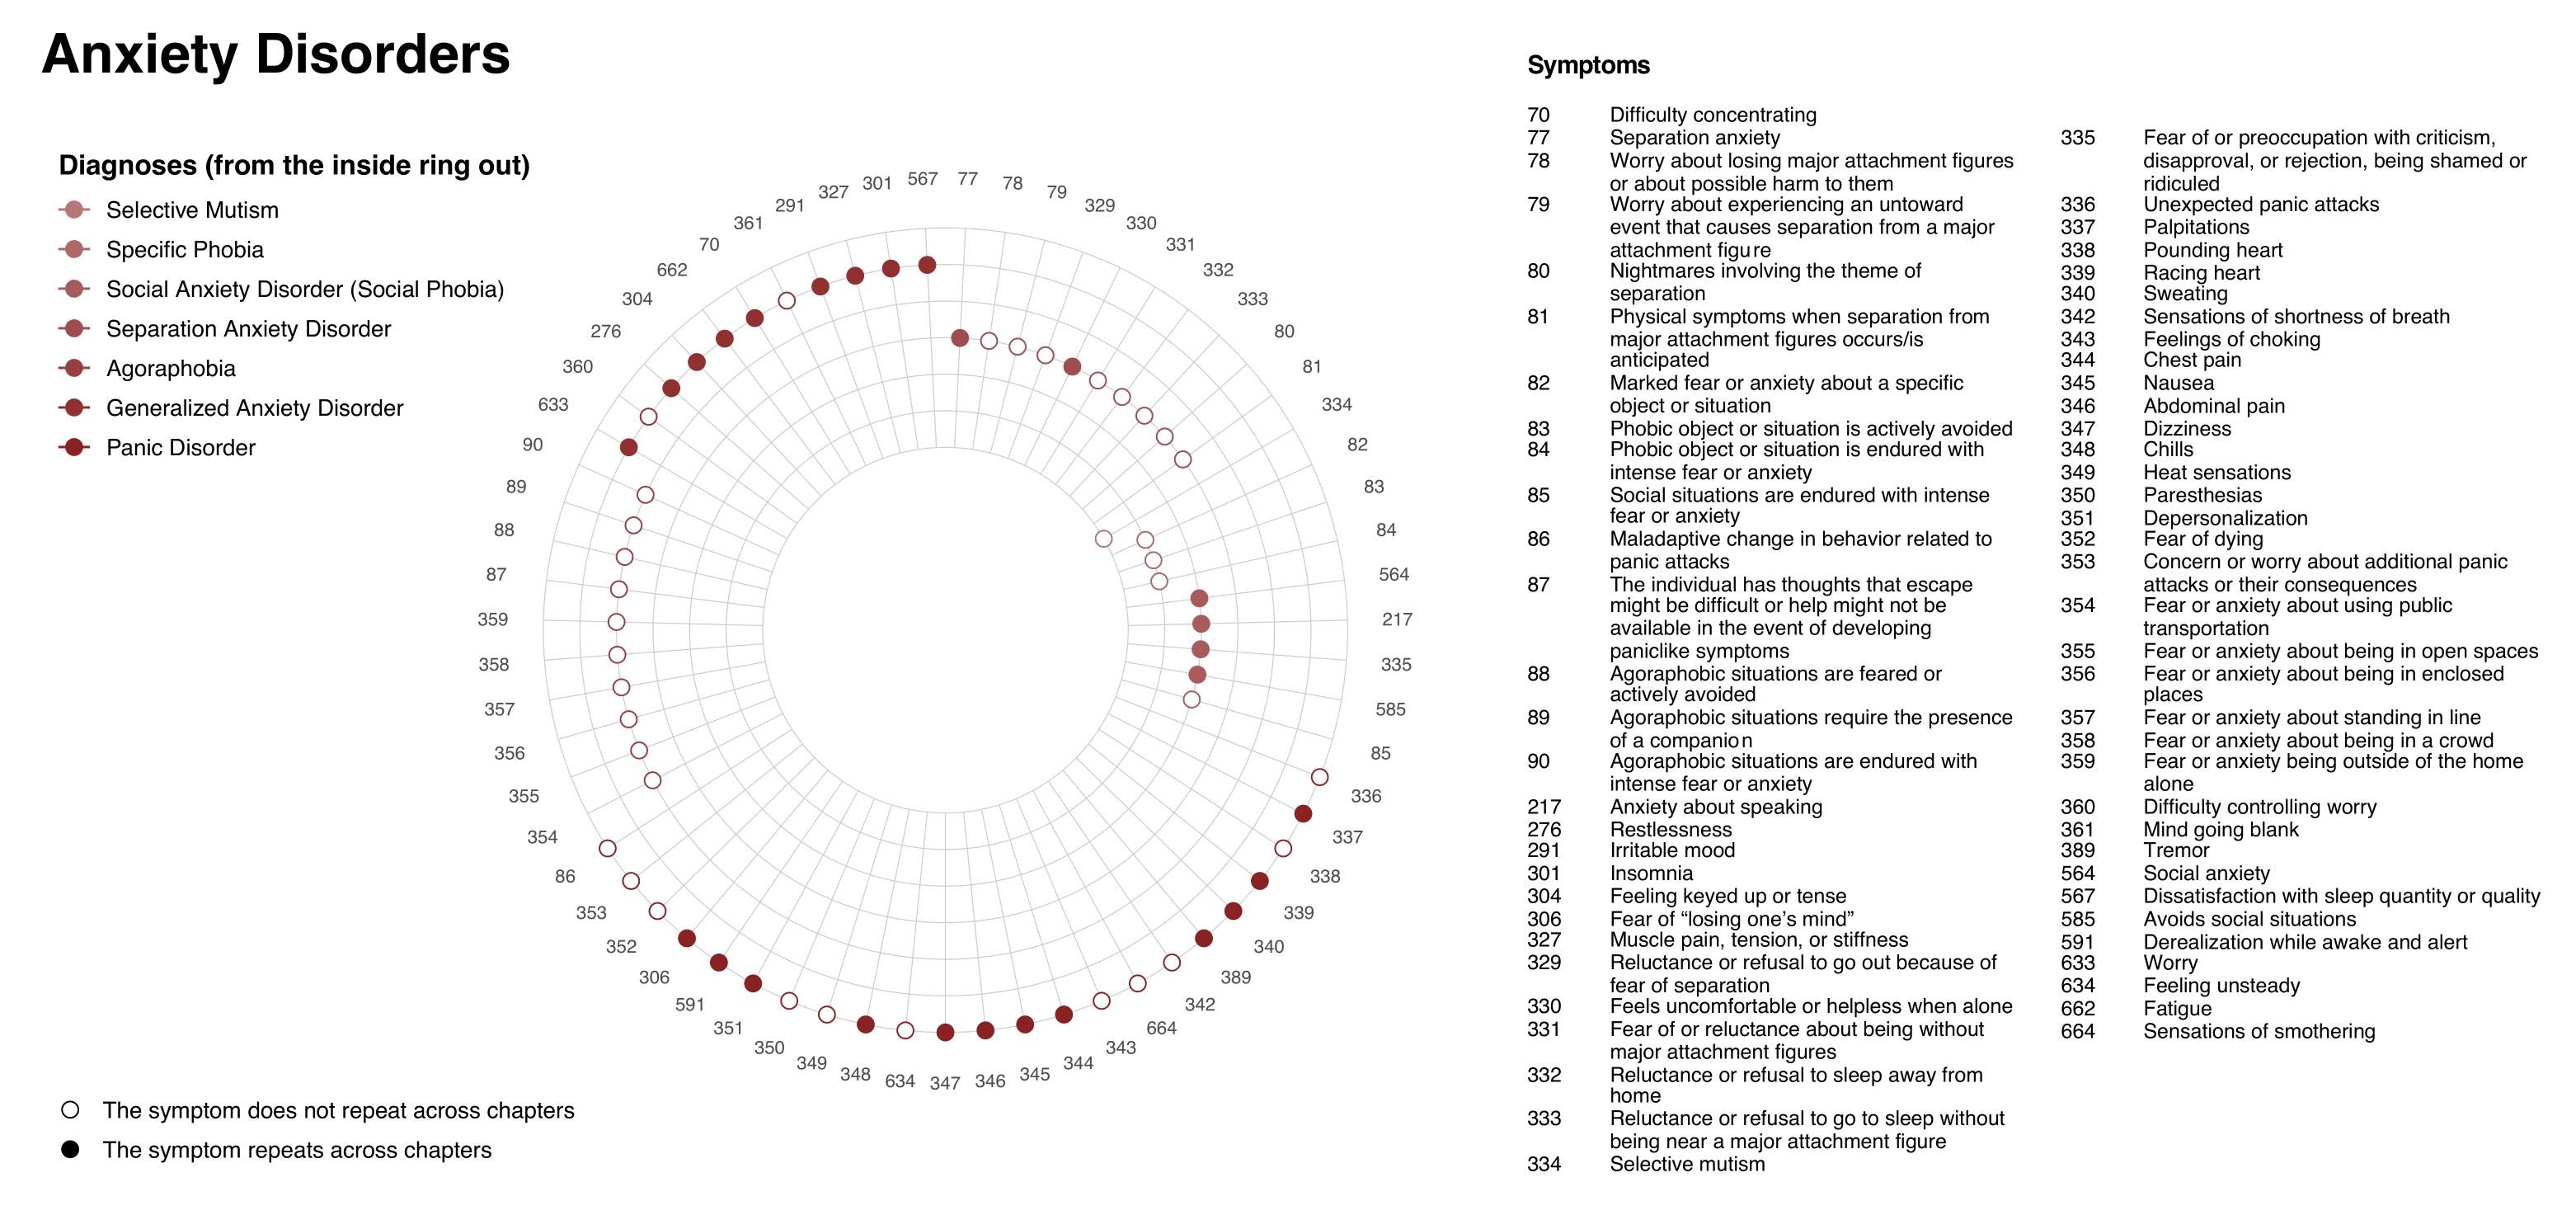 Anxiety Disorders
Diagnoses (from the inside ring out)
Selective Mutism
Specific Phobia
Social Anxiety Disorder (Social Phobia)
Separation Anxiety Disorder
Agoraphobia
Generalized Anxiety Disorder
Panic Disorder
567
77
78
79
329
330
331
332
333
80
81
334
82
83
84
564
217
335
585
85
336
337
338
339
340
389
342
664
343
344
345
346
347
634
348
349
350
351
591
306
352
353
86
354
355
356
357
358
359
87
88
89
90
633
360
276
304
662
70
361
291
327
301
The symptom does not repeat across chapters
The symptom repeats across chapters
Symptoms
70 Difficulty concentrating
77 Separation anxiety
78 Worry about losing major attachment figures
or about possible harm to them
79 Worry about experiencing an untoward
event that causes separation from a major
attachment figure
80 Nightmares involving the theme of
separation
81 Physical symptoms when separation from
major attachment figures occurs/is
anticipated
82 Marked fear or anxiety about a specific
object or situation
83 Phobic object or situation is actively avoided
84 Phobic object or situation is endured with
intense fear or anxiety
85 Social situations are endured with intense
fear or anxiety
86 Maladaptive change in behavior related to
panic attacks
87 The individual has thoughts that escape
might be difficult or help might not be
available in the event of developing
paniclike symptoms
88 Agoraphobic situations are feared or
actively avoided
89 Agoraphobic situations require the presence
of a companion
90 Agoraphobic situations are endured with
intense fear or anxiety
217 Anxiety about speaking
276 Restlessness
291 Irritable mood
301 Insomnia
304 Feeling keyed up or tense
306 Fear of “losing one’s mind”
327 Muscle pain, tension, or stiffness
329 Reluctance or refusal to go out because of
fear of separation
330 Feels uncomfortable or helpless when alone
331 Fear of or reluctance about being without
major attachment figures
332 Reluctance or refusal to sleep away from
home
333 Reluctance or refusal to go to sleep without
being near a major attachment figure
334 Selective mutism
335 Fear of or preoccupation with criticism,
disapproval, or rejection, being shamed or
ridiculed
336 Unexpected panic attacks
337 Palpitations
338 Pounding heart
339 Racing heart
340 Sweating
342 Sensations of shortness of breath
343 Feelings of choking
344 Chest pain
345 Nausea
346 Abdominal pain
347 Dizziness
348 Chills
349 Heat sensations
350 Paresthesias
351 Depersonalization
352 Fear of dying
353 Concern or worry about additional panic
attacks or their consequences
354 Fear or anxiety about using public
transportation
355 Fear or anxiety about being in open spaces
356 Fear or anxiety about being in enclosed
places
357 Fear or anxiety about standing in line
358 Fear or anxiety about being in a crowd
359 Fear or anxiety being outside of the home
alone
360 Difficulty controlling worry
361 Mind going blank
389 Tremor
564 Social anxiety
567 Dissatisfaction with sleep quantity or quality
585 Avoids social situations
591 Derealization while awake and alert
633 Worry
634 Feeling unsteady
662 Fatigue
664 Sensations of smothering